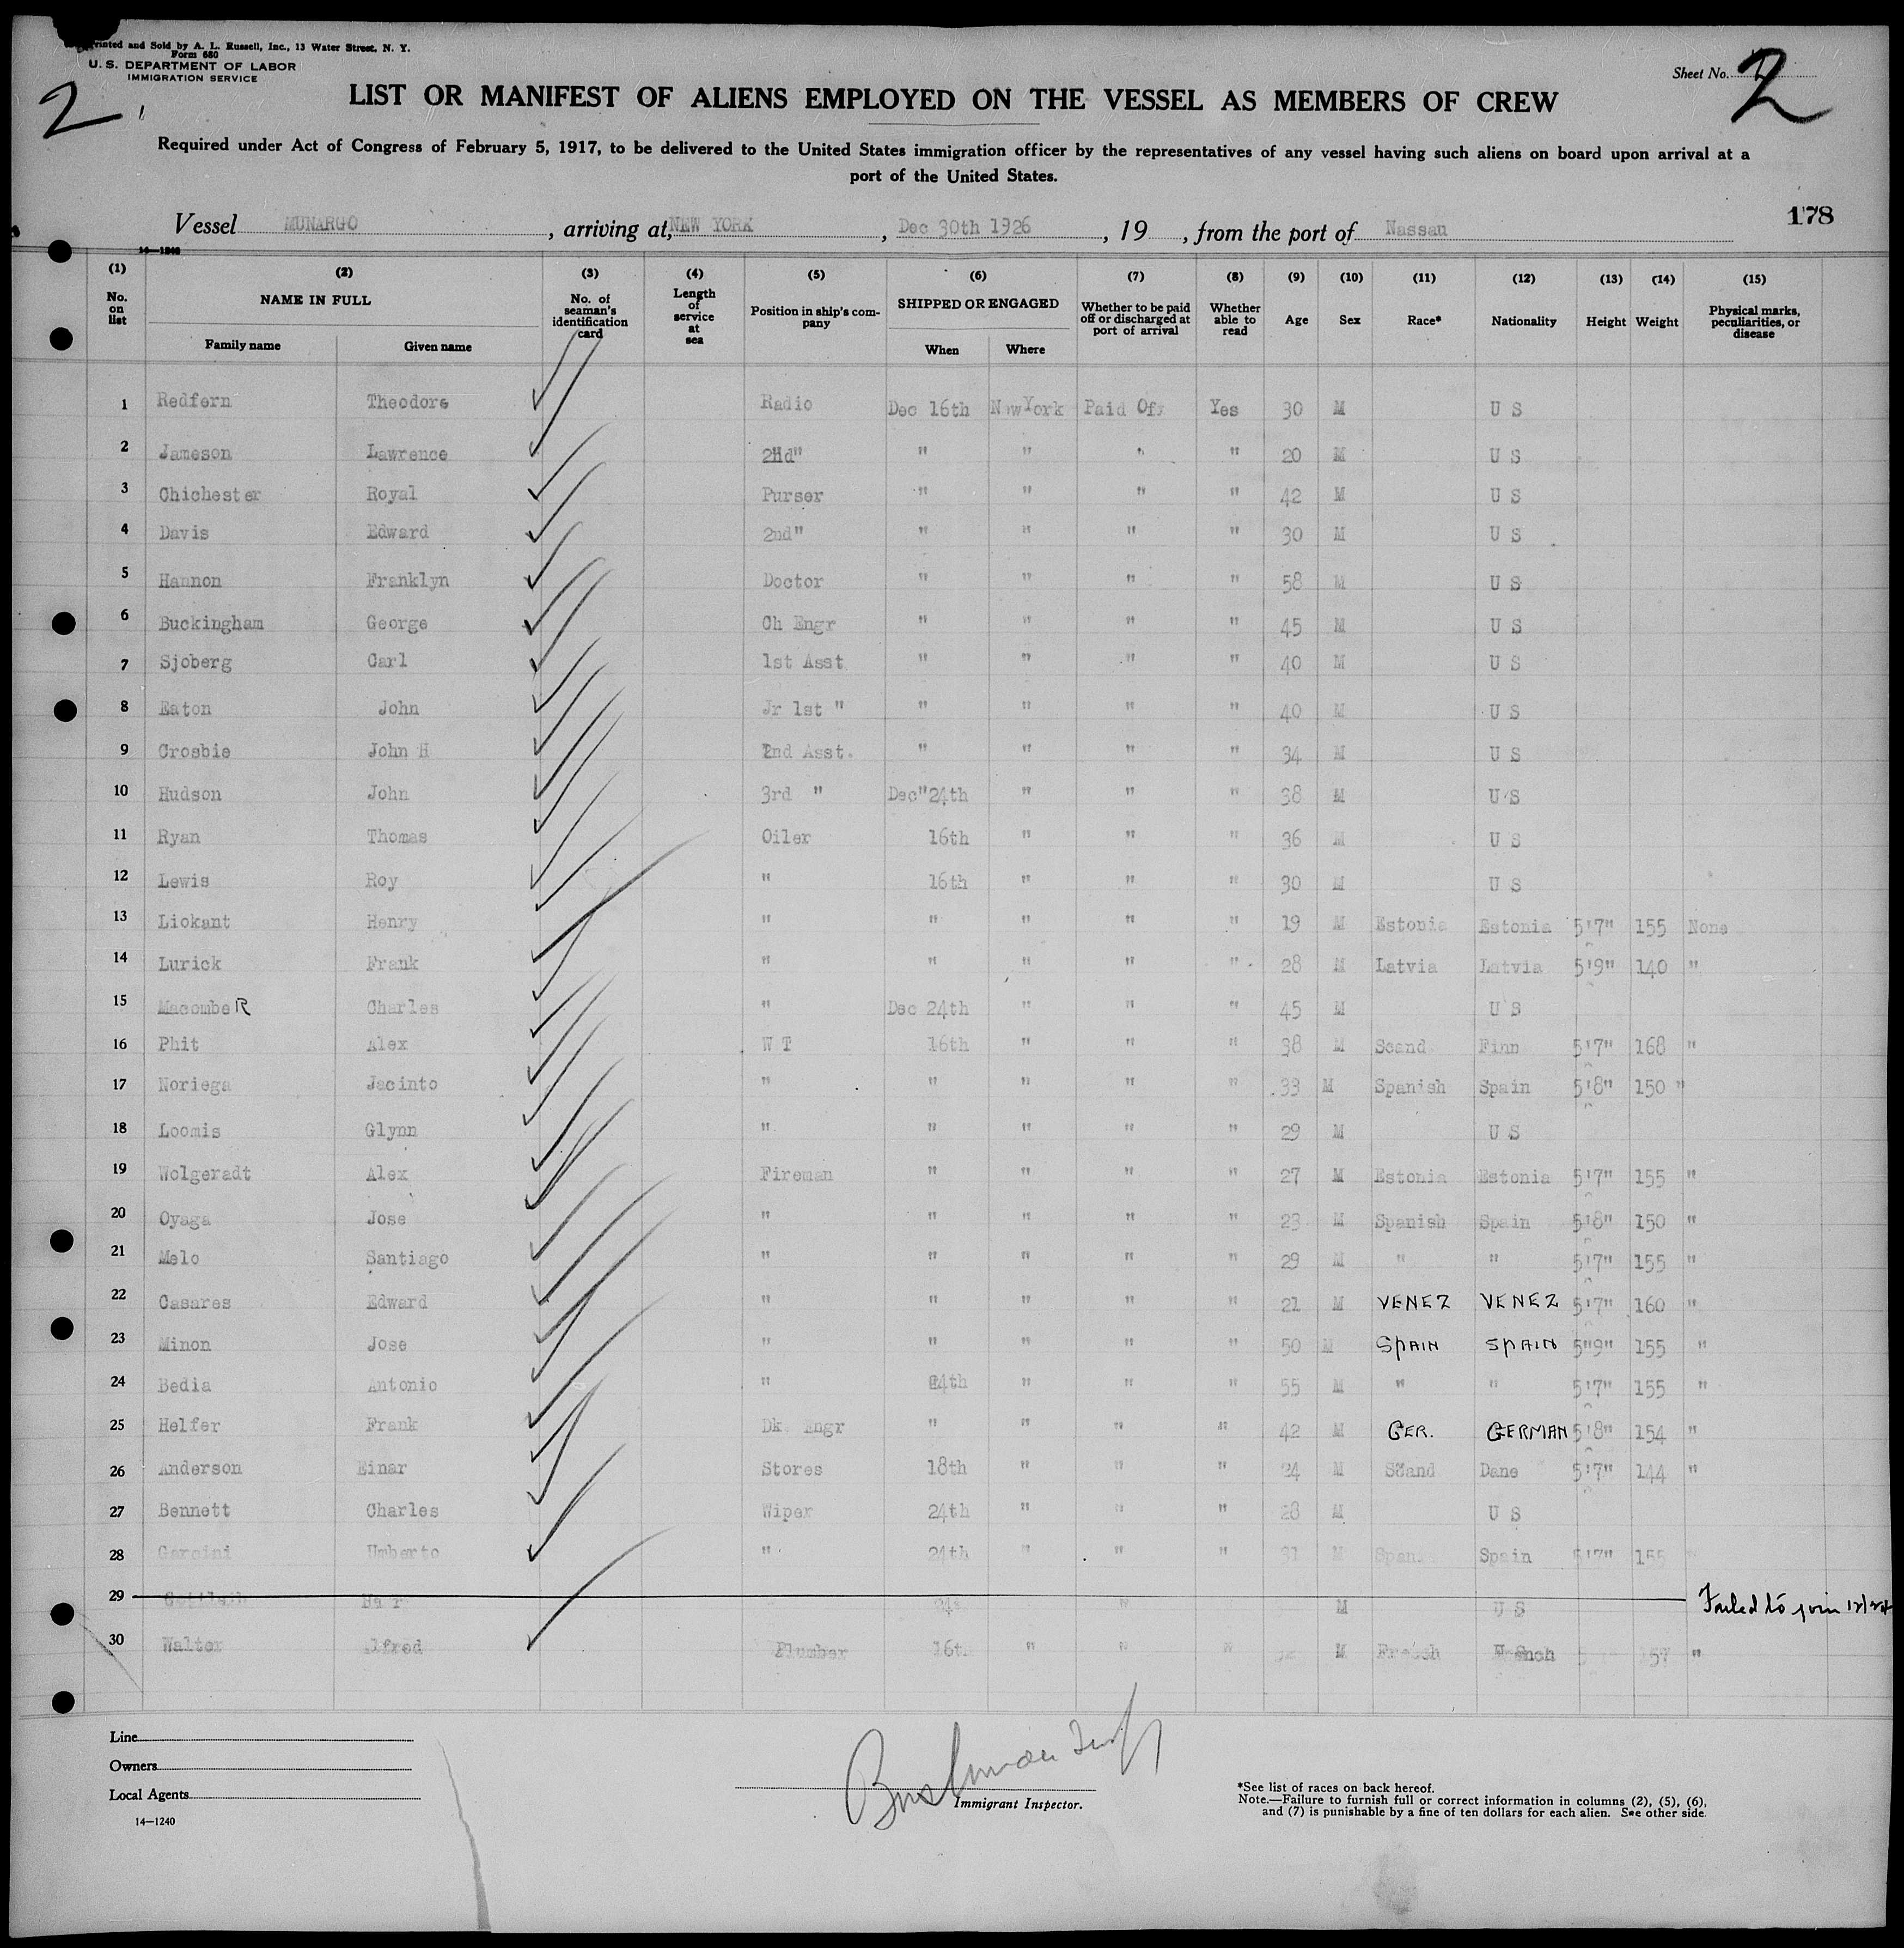 Printed and Sold by A. L. Russell, Inc., 13 Water Street, N. Y.
Form 680
U. S. DEPARTMENT OF LABOR
IMMIGRATION SERVICE
Sheet No. 2
2
LIST OR MANIFEST OF ALIENS EMPLOYED ON THE VESSEL AS MEMBERS OF CREW
Required under Act of Congress of February 5, 1917, to be delivered to the United States immigration officer by the representatives of any vessel having such aliens on board upon arrival at a
port of the United States.
178
Vessel MUNARGO, arriving at, NEW YORK, Dec 30th 1926, 19, from the port of Nassau
14—1240
(1) (2) (3) (4) (5) (6) (7) (8) (9) (10) (11) (12) (13) (14) (15)
No. on list NAME IN FULL Family name Given name No. of seaman's identification card Length of service at sea Position in ship's company SHIPPED OR ENGAGED When Where Whether to be paid off or discharged at port of arrival Whether able to read Age Sex Race* Nationality Height Weight Physical marks, peculiarities, or disease
1 Redfern Theodore Radio Dec 16th New York Paid Off Yes 30 M U S
2 Jameson Lawrence 2nd " " " " " 20 M U S
3 Chichester Royal Purser " " " " 42 M U S
4 Davis Edward 2nd " " " " " 30 M U S
5 Hannon Franklyn Doctor " " " " 58 M U S
6 Buckingham George Ch Engr " " " " 45 M U S
7 Sjoberg Carl 1st Asst " " " " 40 M U S
8 Eaton John Jr 1st " " " " " 40 M U S
9 Crosbie John H 2nd Asst. " " " " 34 M U S
10 Hudson John 3rd " Dec " 24th " " " 38 M U S
11 Ryan Thomas Oiler 16th " " " 36 M U S
12 Lewis Roy " 16th " " " 30 M U S
13 Liokant Henry " " " " " 19 M Estonia Estonia 5'7" 155 None
14 Lurick Frank " " " " " 28 M Latvia Latvia 5'9" 140 "
15 MacombeR Charles " Dec 24th " " " 45 M U S
16 Phit Alex W T 16th " " " 38 M Scand Finn 5'7" 168 "
17 Noriega Jacinto " " " " " 33 M Spanish Spain 5'8" 150 "
18 Loomis Glynn " " " " " 29 M U S
19 Wolgeradt Alex Fireman " " " " 27 M Estonia Estonia 5'7" 155 "
20 Oyaga Jose " " " " " 23 M Spanish Spain 5'8" 150 "
21 Melo Santiago " " " " " 29 M " " 5'7" 155 "
22 Casares Edward " " " " " 21 M VENEZ VENEZ 5'7" 160 "
23 Minon Jose " " " " " 50 M SPAIN SPAIN 5"9" 155 "
24 Bedia Antonio " 24th " " " 55 M " " 5'7" 155 "
25 Helfer Frank Dk Engr " " " " 42 M GER. GERMAN 5'8" 154 "
26 Anderson Einar Stores 18th " " " 24 M Scand Dane 5'7" 144 "
27 Bennett Charles Wiper 24th " " " 28 M U S
28 Garcini Umberto " 24th " " " 31 M Span Spain 5'7" 155
29 24th " M U S Failed to join 12/24
30 Walter Alfred Plumber 16th " " " M French French 157 "
Line
Owners
Local Agents
14—1240
Immigrant Inspector.
*See list of races on back hereof.
Note.—Failure to furnish full or correct information in columns (2), (5), (6),
and (7) is punishable by a fine of ten dollars for each alien. See other side.